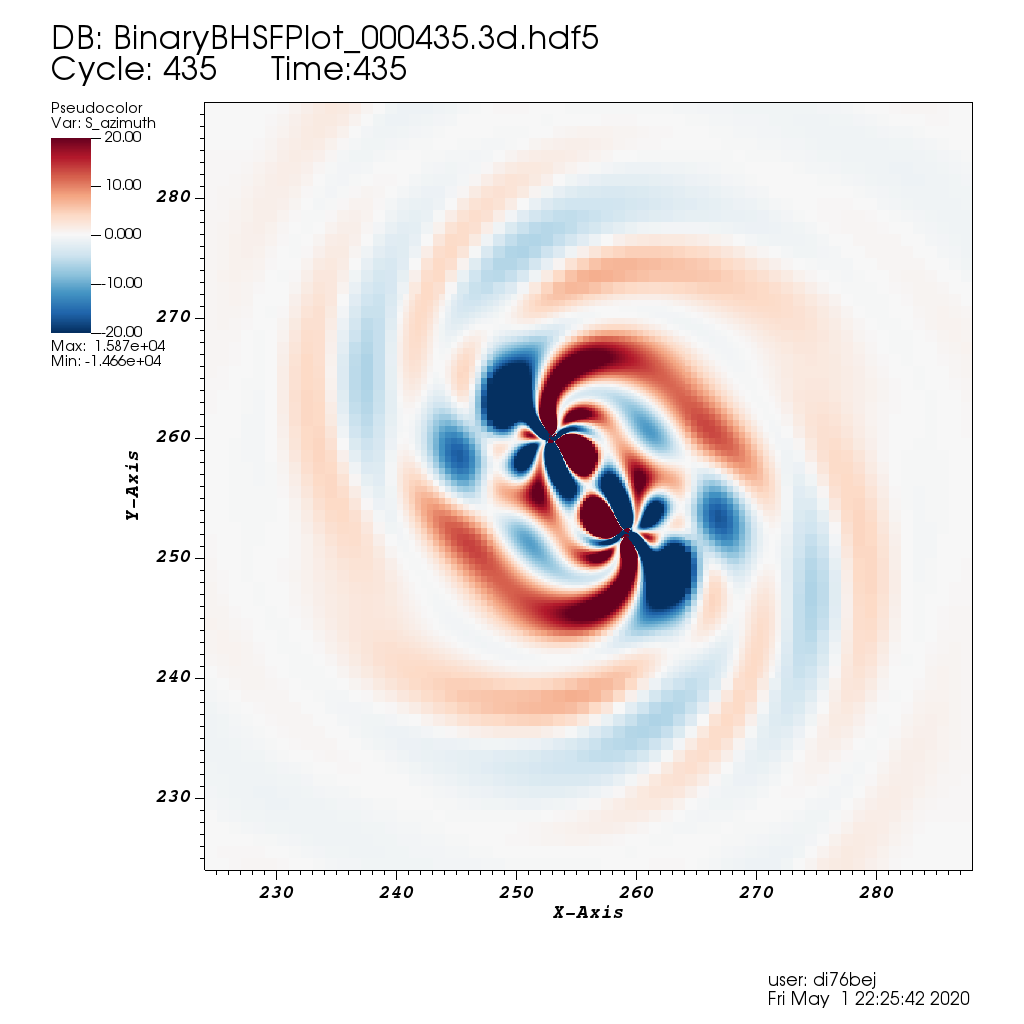 DB: BinaryBHSFPlot_000435.3d.hdf5
Cycle: 435 Time:435
Pseudocolor
Var: S_azimuth
20.00
10.00
0.000
-10.00
-20.00
Max: 1.587e+04
Min: -1.466e+04
280
270
260
250
240
230
Y-Axis
230 240 250 260 270 280
X-Axis
user: di76bej
Fri May 1 22:25:42 2020